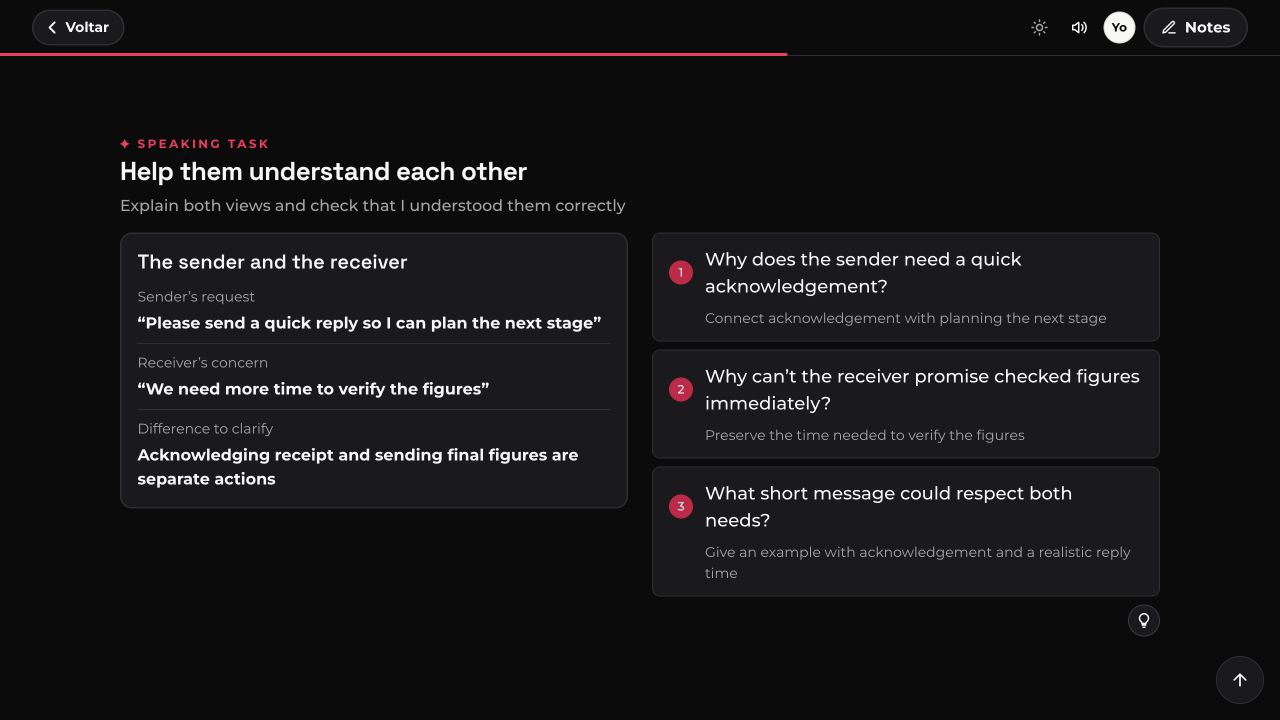 Voltar
Yo
Notes
SPEAKING TASK
Help them understand each other
Explain both views and check that I understood them correctly
The sender and the receiver
Sender’s request
“Please send a quick reply so I can plan the next stage”
Receiver’s concern
“We need more time to verify the figures”
Difference to clarify
Acknowledging receipt and sending final figures are
separate actions
1
Why does the sender need a quick
acknowledgement?
Connect acknowledgement with planning the next stage
2
Why can’t the receiver promise checked figures
immediately?
Preserve the time needed to verify the figures
3
What short message could respect both
needs?
Give an example with acknowledgement and a realistic reply
time